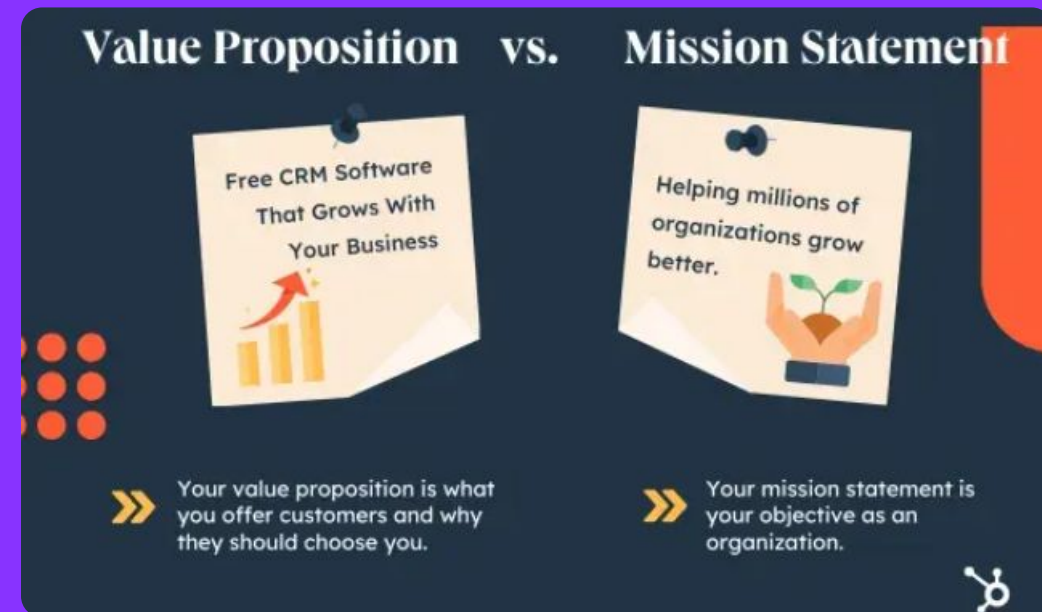 Value Proposition vs. Mission Statement
Free CRM Software
That Grows With
Your Business
Helping millions of
organizations grow
better.
Your value proposition is what
you offer customers and why
they should choose you.
Your mission statement is
your objective as an
organization.